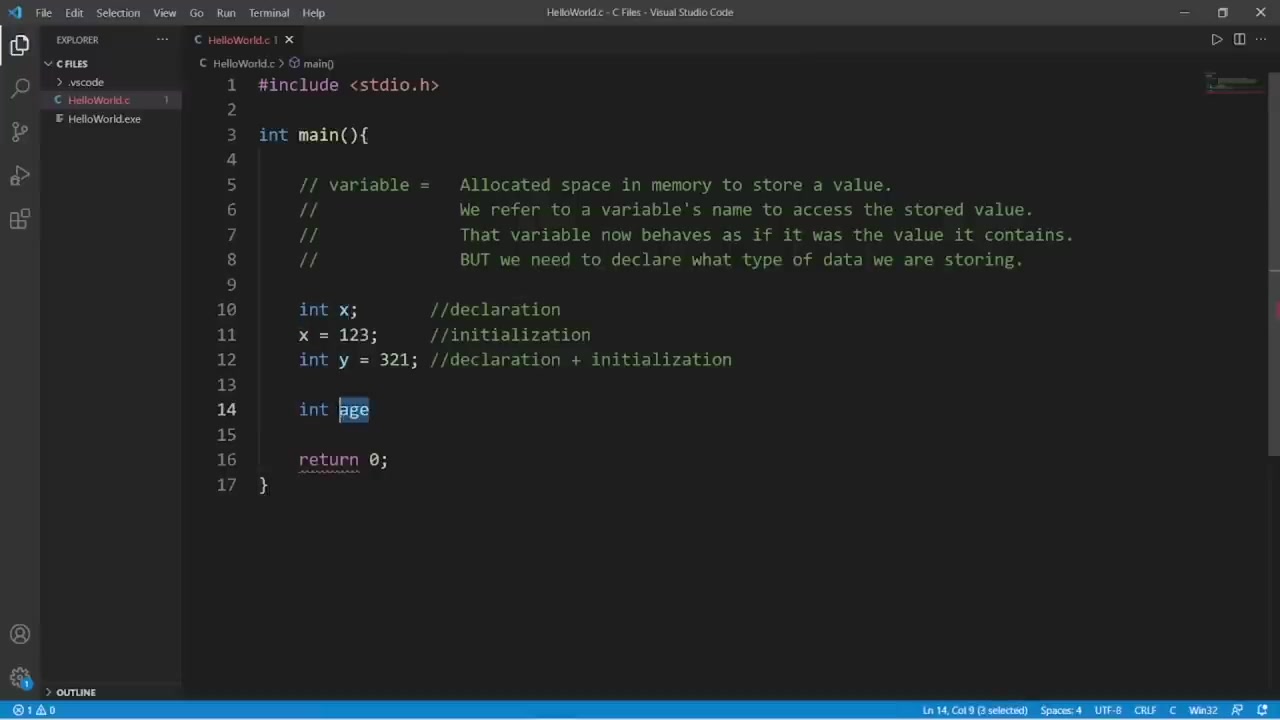 File Edit Selection View Go Run Terminal Help HelloWorld.c - C Files - Visual Studio Code
EXPLORER
HelloWorld.c 1
C FILES
.vscode
HelloWorld.c 1
HelloWorld.exe
OUTLINE
HelloWorld.c > main()
1 #include <stdio.h>
2
3 int main(){
4
5 // variable = Allocated space in memory to store a value.
6 // We refer to a variable's name to access the stored value.
7 // That variable now behaves as if it was the value it contains.
8 // BUT we need to declare what type of data we are storing.
9
10 int x; //declaration
11 x = 123; //initialization
12 int y = 321; //declaration + initialization
13
14 int age
15
16 return 0;
17 }
1
1 0 Ln 14, Col 9 (3 selected) Spaces: 4 UTF-8 CRLF C Win32